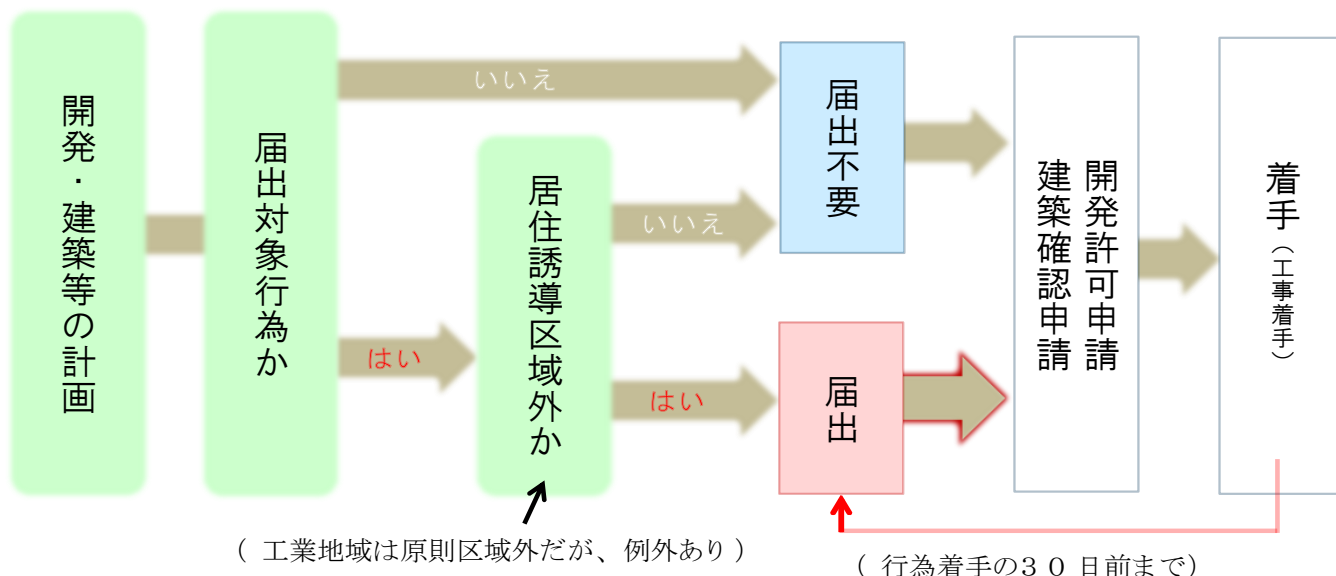 開発・建築等の計画
届出対象行為か
いいえ
はい
居住誘導区域外か
いいえ
はい
届出不要
届出
開発許可申請
建築確認申請
着手（工事着手）
（ 工業地域は原則区域外だが、例外あり ）
（ 行為着手の３０日前まで）